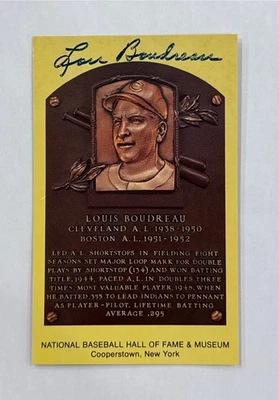 Lou Boudreau
LOUIS BOUDREAU
CLEVELAND A.L. 1938-1950
BOSTON A.L. 1951-1952
LED A.L. SHORTSTOPS IN FIELDING EIGHT
SEASONS. SET MAJOR LOOP MARK FOR DOUBLE
PLAYS BY SHORTSTOP (134) AND WON BATTING
TITLE, 1944. PACED A.L. IN DOUBLES THREE
TIMES. MOST VALUABLE PLAYER, 1948, WHEN
HE BATTED .355 TO LEAD INDIANS TO PENNANT
AS PLAYER-PILOT. LIFETIME BATTING
AVERAGE .295
NATIONAL BASEBALL HALL OF FAME & MUSEUM
Cooperstown, New York